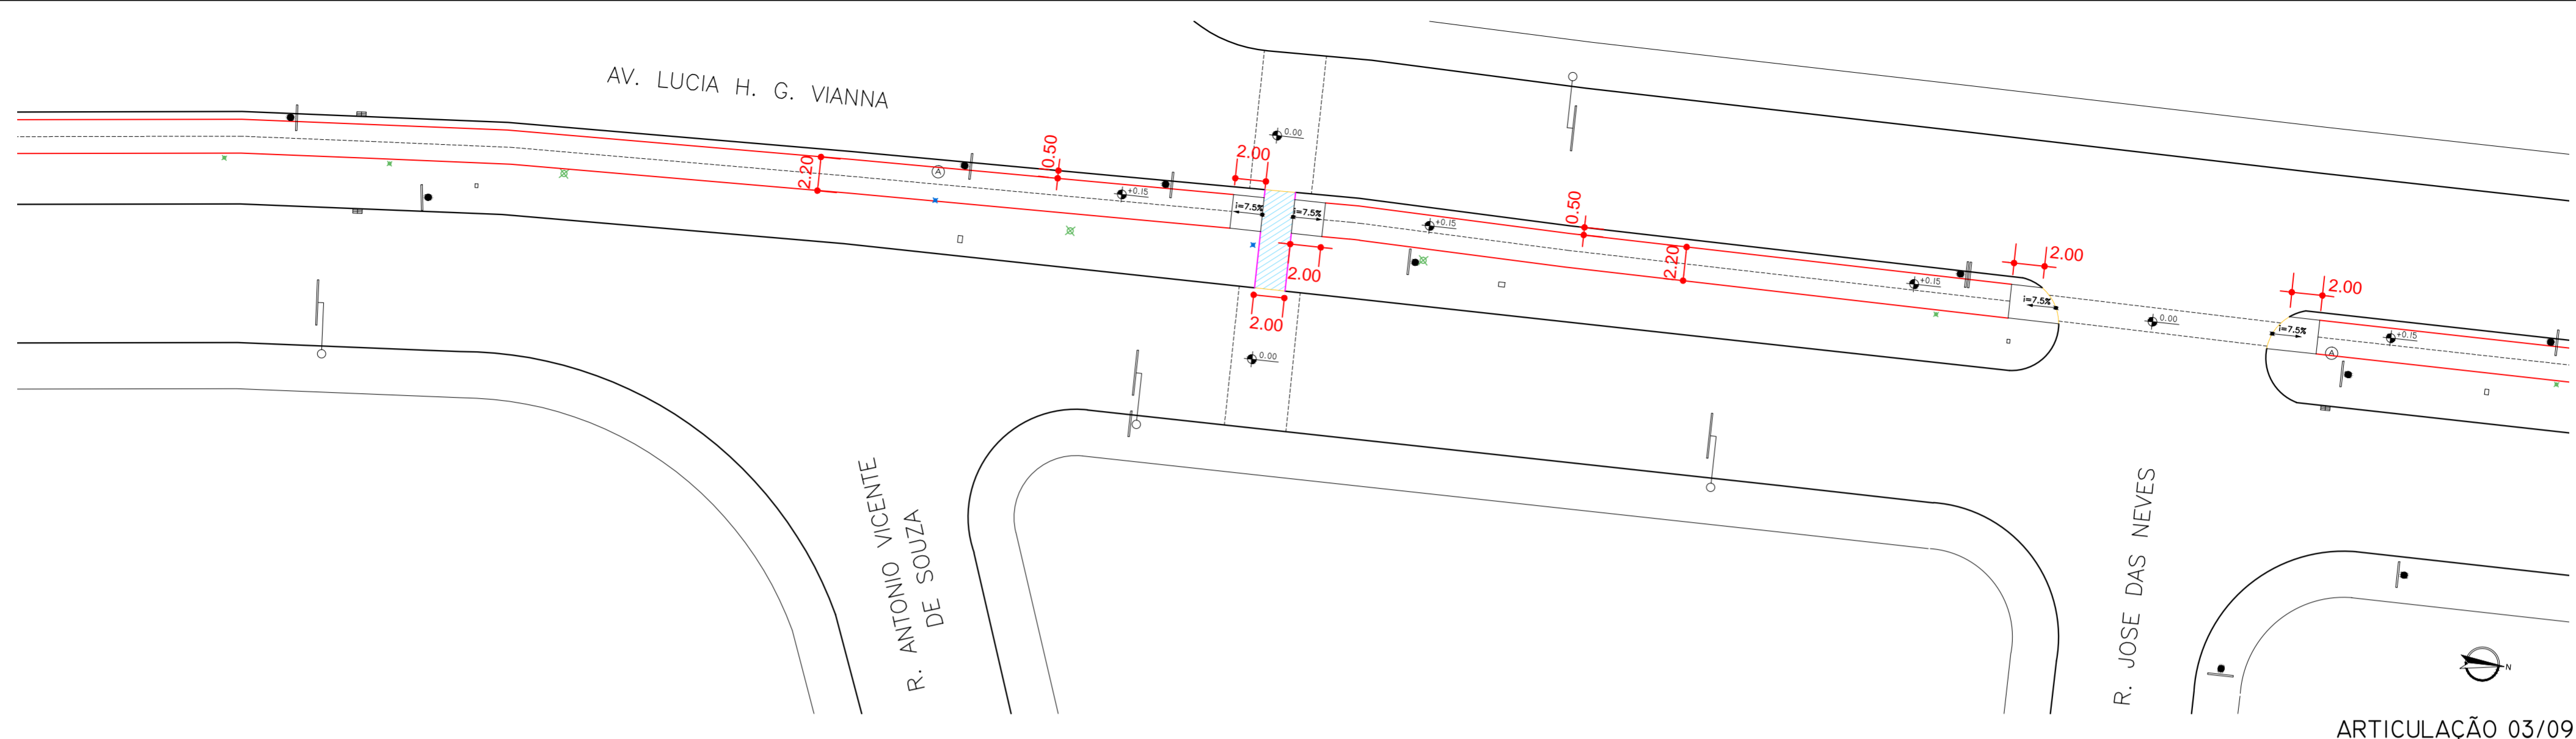 AV. LUCIA H. G. VIANNA
2.20
A
0.50
+0.15
2.00
0.00
i=7.5%
i=7.5%
2.00
2.00
0.00
+0.15
0.50
2.20
+0.15
2.00
i=7.5%
0.00
2.00
i=7.5%
A
+0.15
R. ANTONIO VICENTE
DE SOUZA
R. JOSE DAS NEVES
N
ARTICULAÇÃO 03/09